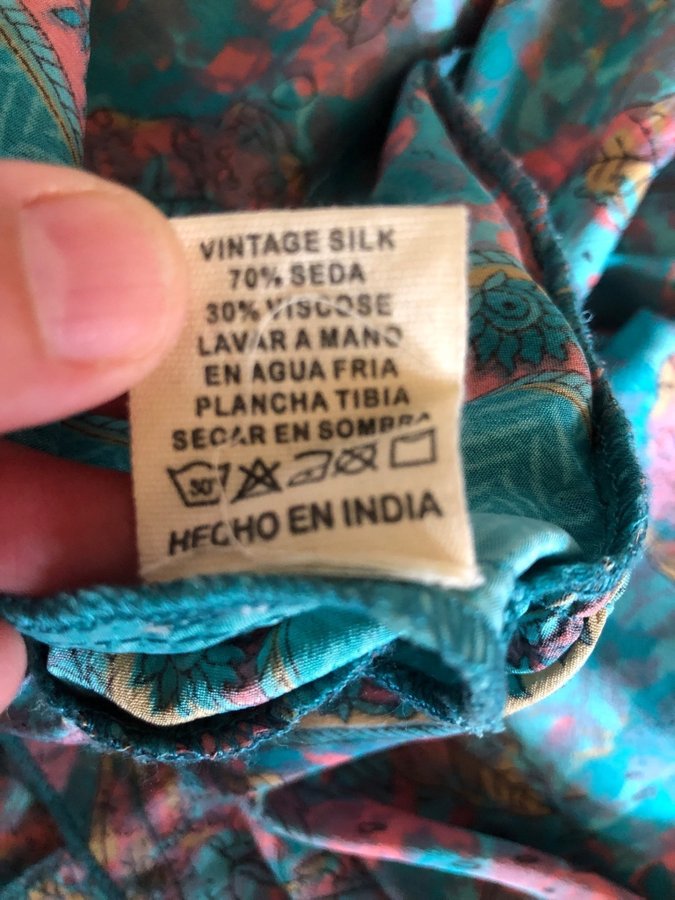 VINTAGE SILK
70% SEDA
30% VISCOSE
LAVAR A MANO
EN AGUA FRIA
PLANCHA TIBIA
SECAR EN SOMBRA
30°
HECHO EN INDIA